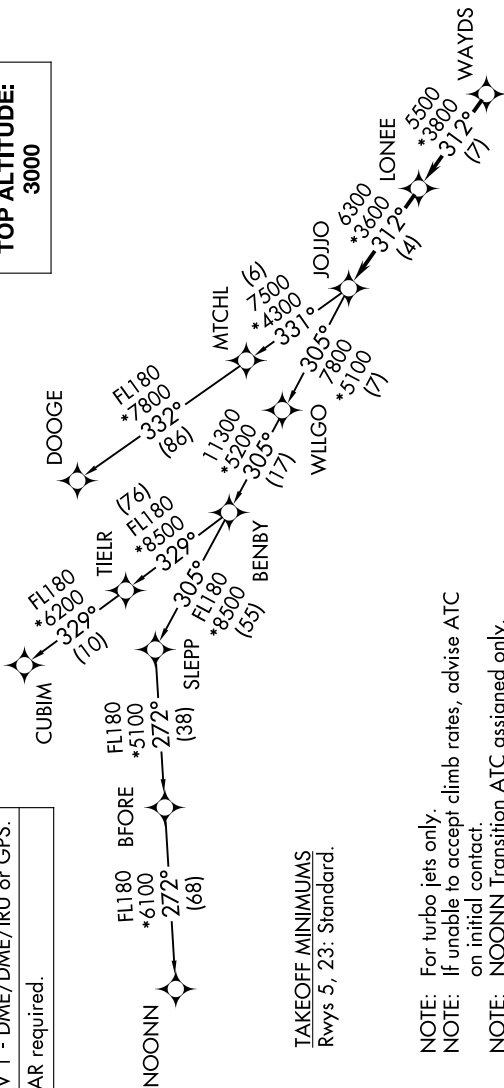 V 1 - DME/DME/IRU or GPS.
AR required.
TOP ALTITUDE:
3000
WAYDS
5500
*3800
312°
(7)
LONEE
6300
*3600
312°
(4)
JOJJO
(6)
7500
*4300
331°
MTCHL
FL180
*7800
332°
(86)
DOOGE
305°
7800
*5100
(7)
WLLGO
11300
*5200
305°
(17)
BENBY
(76)
FL180
*8500
329°
TIELR
FL180
*6200
329°
(10)
CUBIM
305°
FL180
*8500
(55)
SLEPP
FL180
*5100
272°
(38)
BFORE
FL180
*6100
272°
(68)
NOONN
TAKEOFF MINIMUMS
Rwys 5, 23: Standard.
NOTE: For turbo jets only.
NOTE: If unable to accept climb rates, advise ATC
on initial contact.
NOTE: NOONN Transition ATC assigned only.